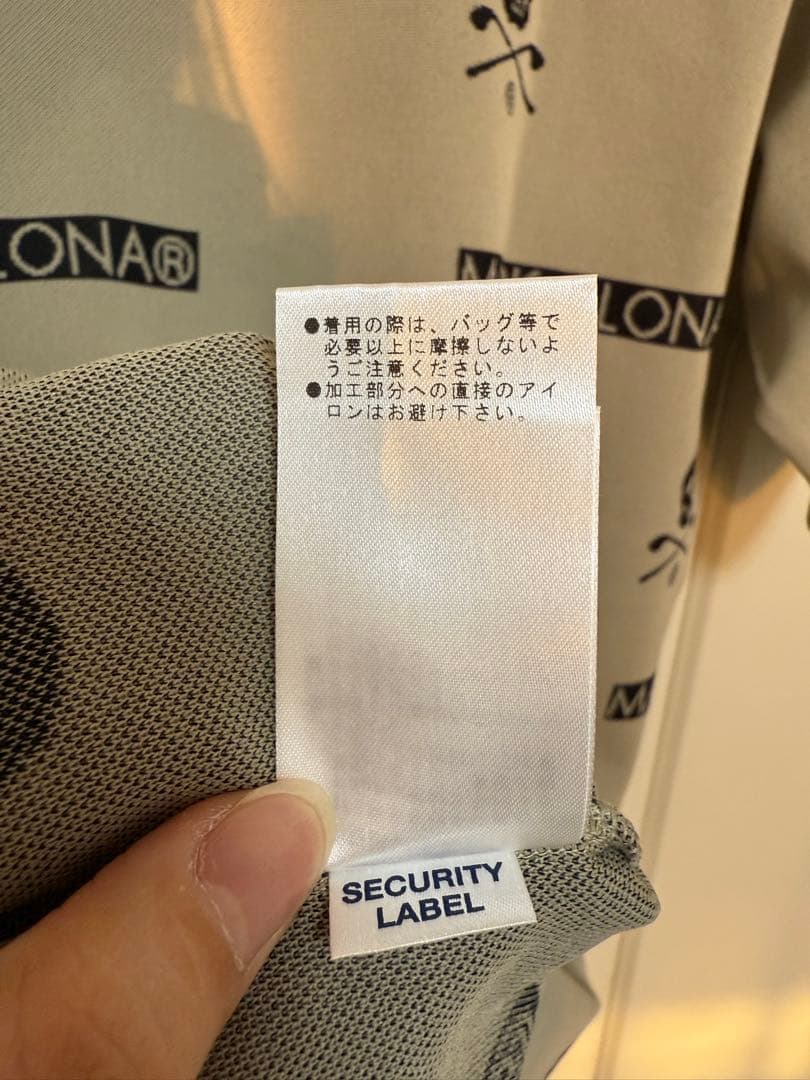 LONA®
®
LONA
●着用の際は、バッグ等で
必要以上に摩擦しないよ
うご注意ください。
●加工部分への直接のアイ
ロンはお避け下さい。
SECURITY
LABEL